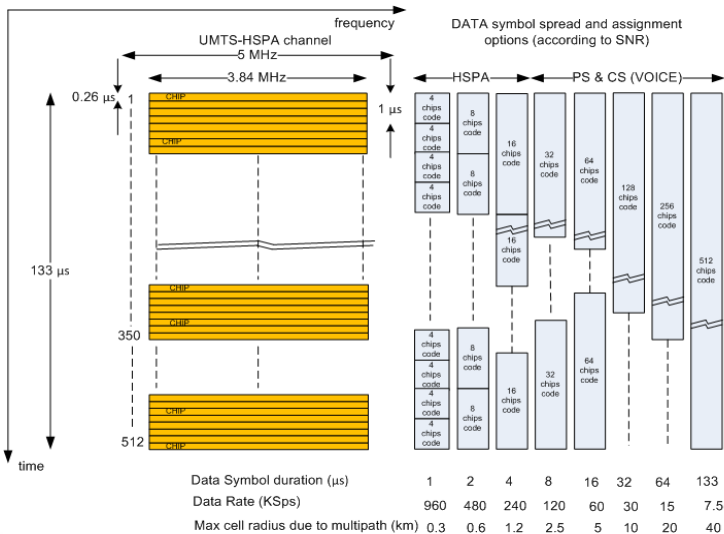 frequency
DATA symbol spread and assignment
options (according to SNR)
UMTS-HSPA channel
5 MHz
3.84 MHz
HSPA
PS & CS (VOICE)
0.26 µs
1
CHIP
1 µs
CHIP
4
chips
code
4
chips
code
4
chips
code
4
chips
code
8
chips
code
8
chips
code
16
chips
code
16
chips
code
32
chips
code
64
chips
code
128
chips
code
256
chips
code
512
chips
code
133 µs
CHIP
350
CHIP
4
chips
code
4
chips
code
4
chips
code
4
chips
code
8
chips
code
8
chips
code
16
chips
code
32
chips
code
64
chips
code
512
CHIP
time
Data Symbol duration (µs) 1 2 4 8 16 32 64 133
Data Rate (KSps) 960 480 240 120 60 30 15 7.5
Max cell radius due to multipath (km) 0.3 0.6 1.2 2.5 5 10 20 40